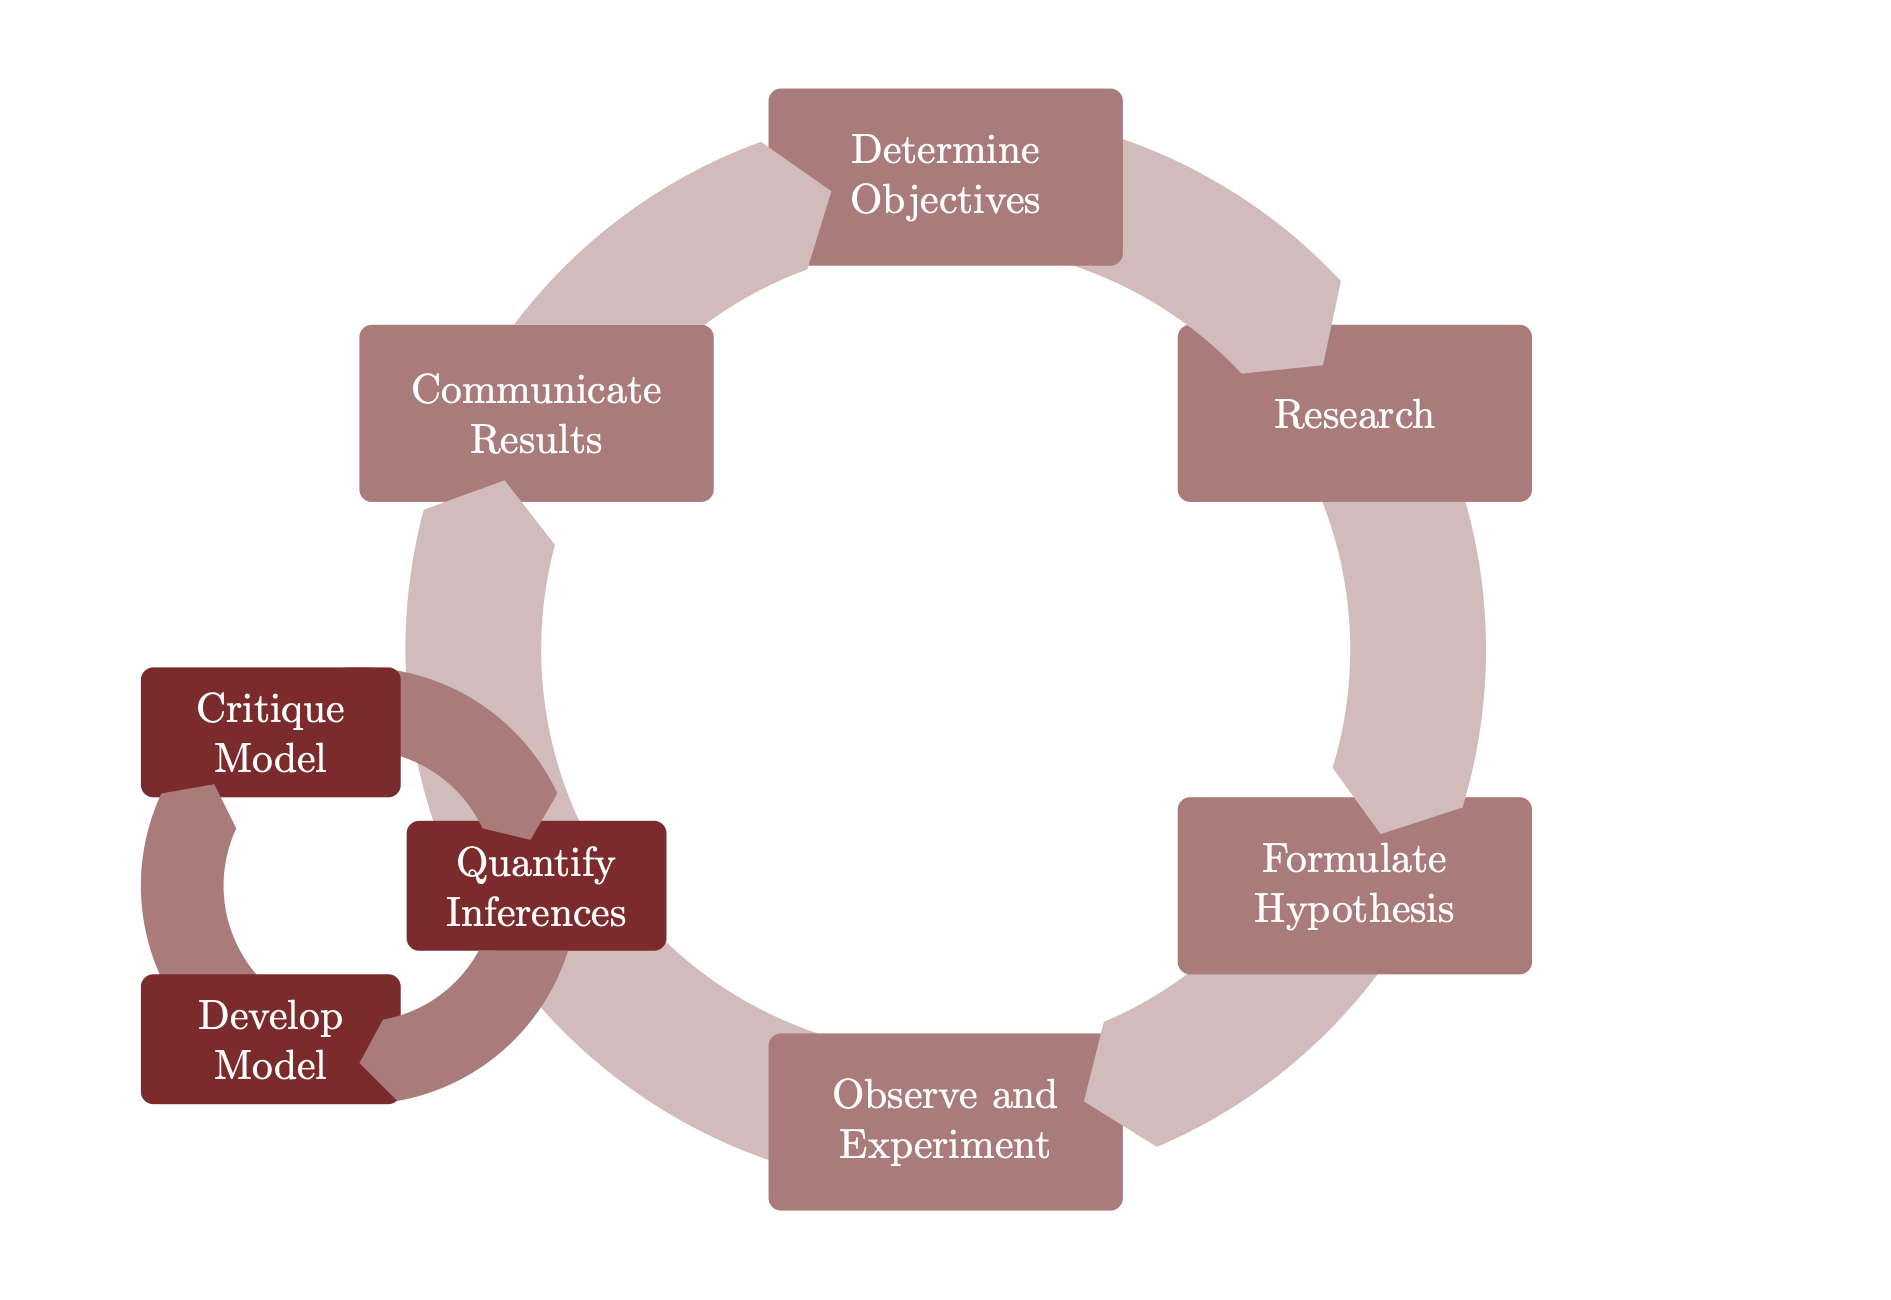 Determine
Objectives
Communicate
Results
Research
Critique
Model
Quantify
Inferences
Formulate
Hypothesis
Develop
Model
Observe and
Experiment